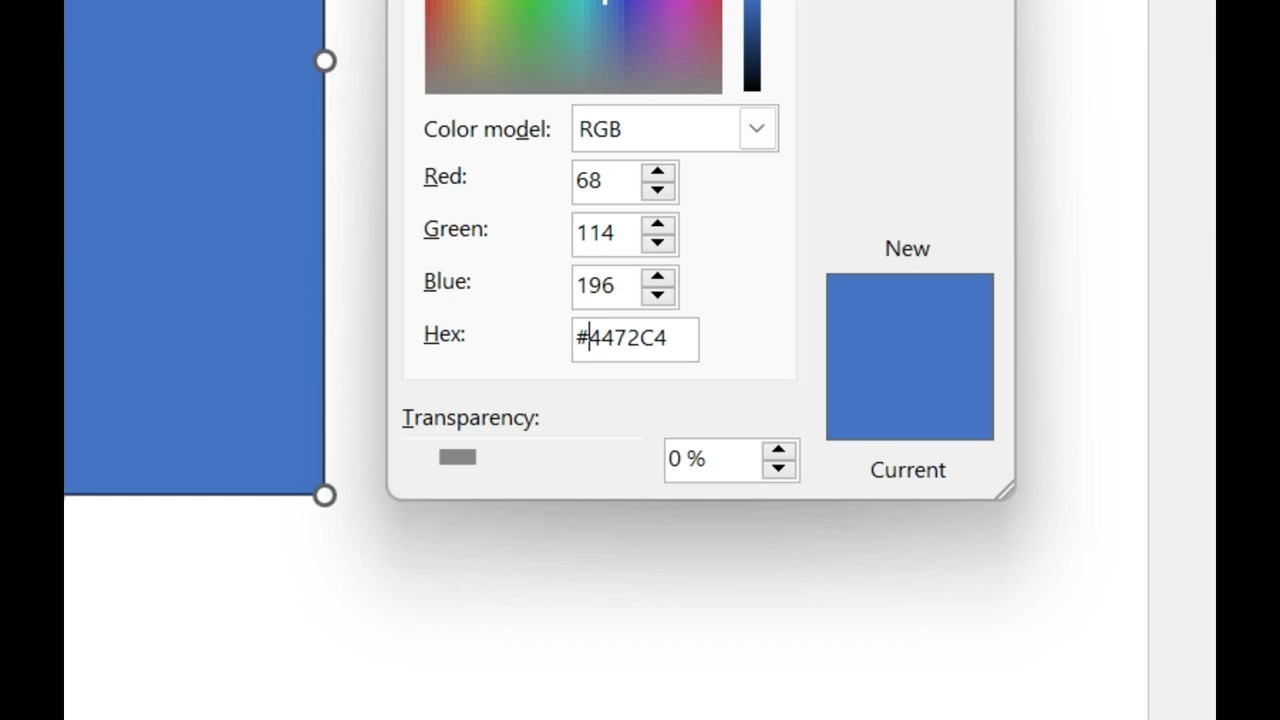 Color model: RGB
Red: 68
Green: 114
Blue: 196
Hex: #4472C4
New
Transparency:
0 %
Current